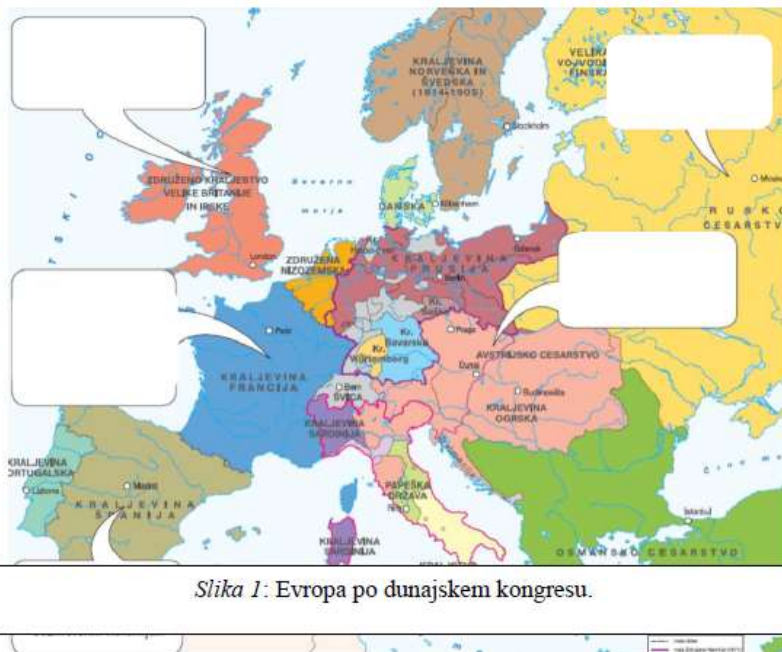 KRALJEVINA
NORVEŠKA IN
ŠVEDSKA
(1814-1905)
VELIKA
VOJVODINA
FINSKA
Stockholm
ZDRUŽENO KRALJESTVO
VELIKE BRITANIJE
IN IRSKE
Severno
morje
DANSKA
København
Moskva
RUSKO
CESARSTVO
London
ZDRUŽENA
NIZOZEMSKA
Gdansk
KRALJEVINA
PRUSIJA
Berlin
Pariz
Praga
Kr.
Bavarska
Kr.
Württemberg
AVSTRIJSKO CESARSTVO
Dunaj
KRALJEVINA
FRANCIJA
Bern
ŠVICA
Budimpešta
KRALJEVINA
OGRSKA
KRALJEVINA
SARDINIJA
KRALJEVINA
PORTUGALSKA
Lizbona
Madrid
KRALJEVINA
ŠPANIJA
PAPEŠKA
DRŽAVA
Rim
Črno
Istanbul
OSMANSKO CESARSTVO
KRALJEVINA
SARDINIJA
Slika 1: Evropa po dunajskem kongresu.